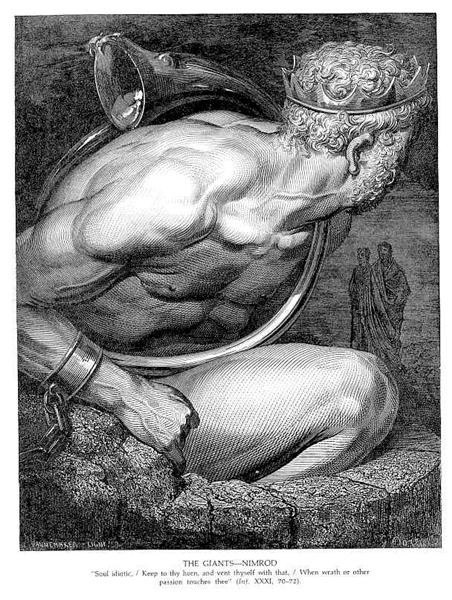 THE GIANTS—NIMROD
"Soul idiotic, / Keep to thy horn, and vent thyself with that, / When wrath or other
passion touches thee" (Inf. XXXI, 70–72).